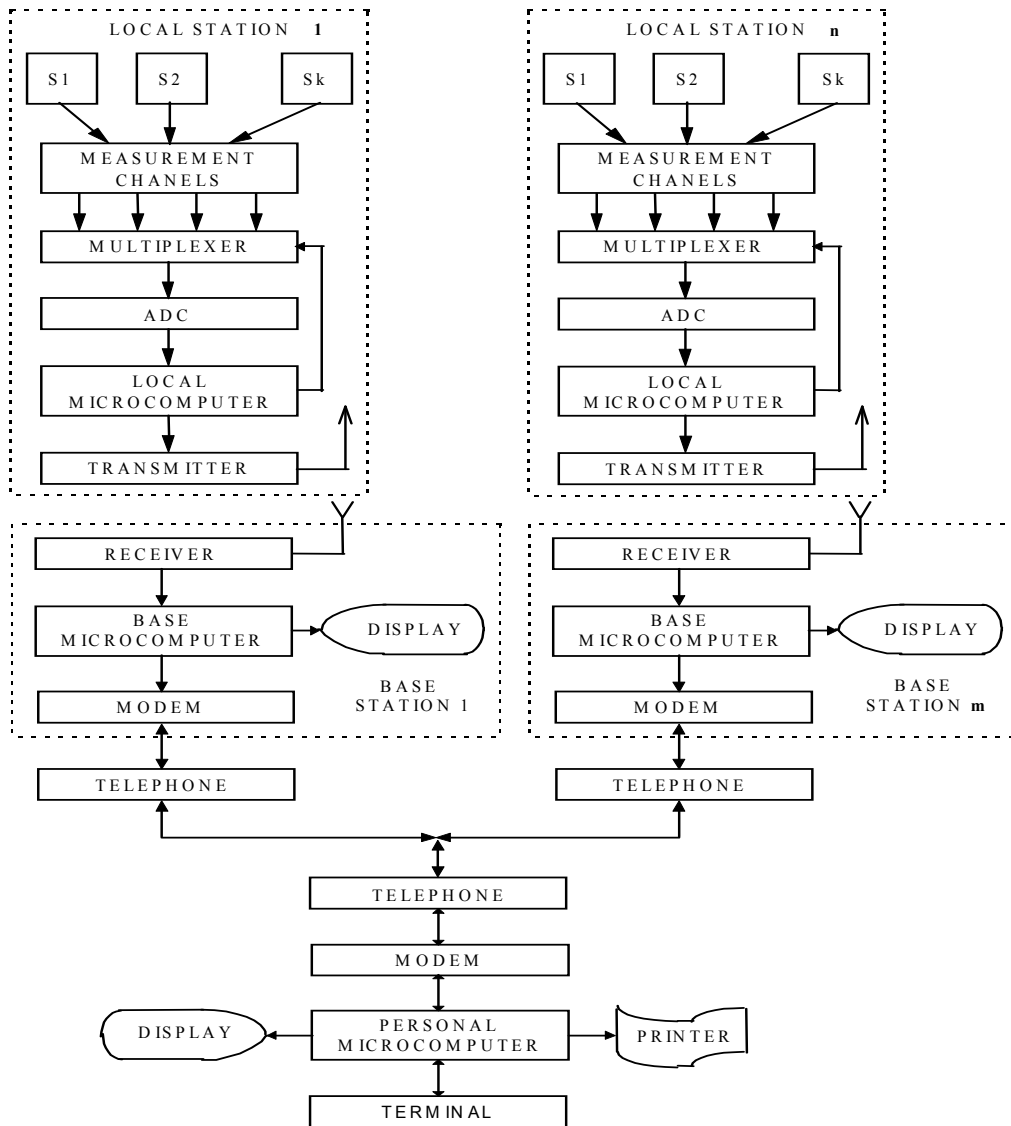 LOCAL STATION 1
S1
S2
Sk
MEASUREMENT
CHANELS
MULTIPLEXER
ADC
LOCAL
MICROCOMPUTER
TRANSMITTER
LOCAL STATION n
S1
S2
Sk
MEASUREMENT
CHANELS
MULTIPLEXER
ADC
LOCAL
MICROCOMPUTER
TRANSMITTER
RECEIVER
BASE
MICROCOMPUTER
DISPLAY
MODEM
BASE
STATION 1
TELEPHONE
RECEIVER
BASE
MICROCOMPUTER
DISPLAY
MODEM
BASE
STATION m
TELEPHONE
TELEPHONE
MODEM
DISPLAY
PERSONAL
MICROCOMPUTER
PRINTER
TERMINAL